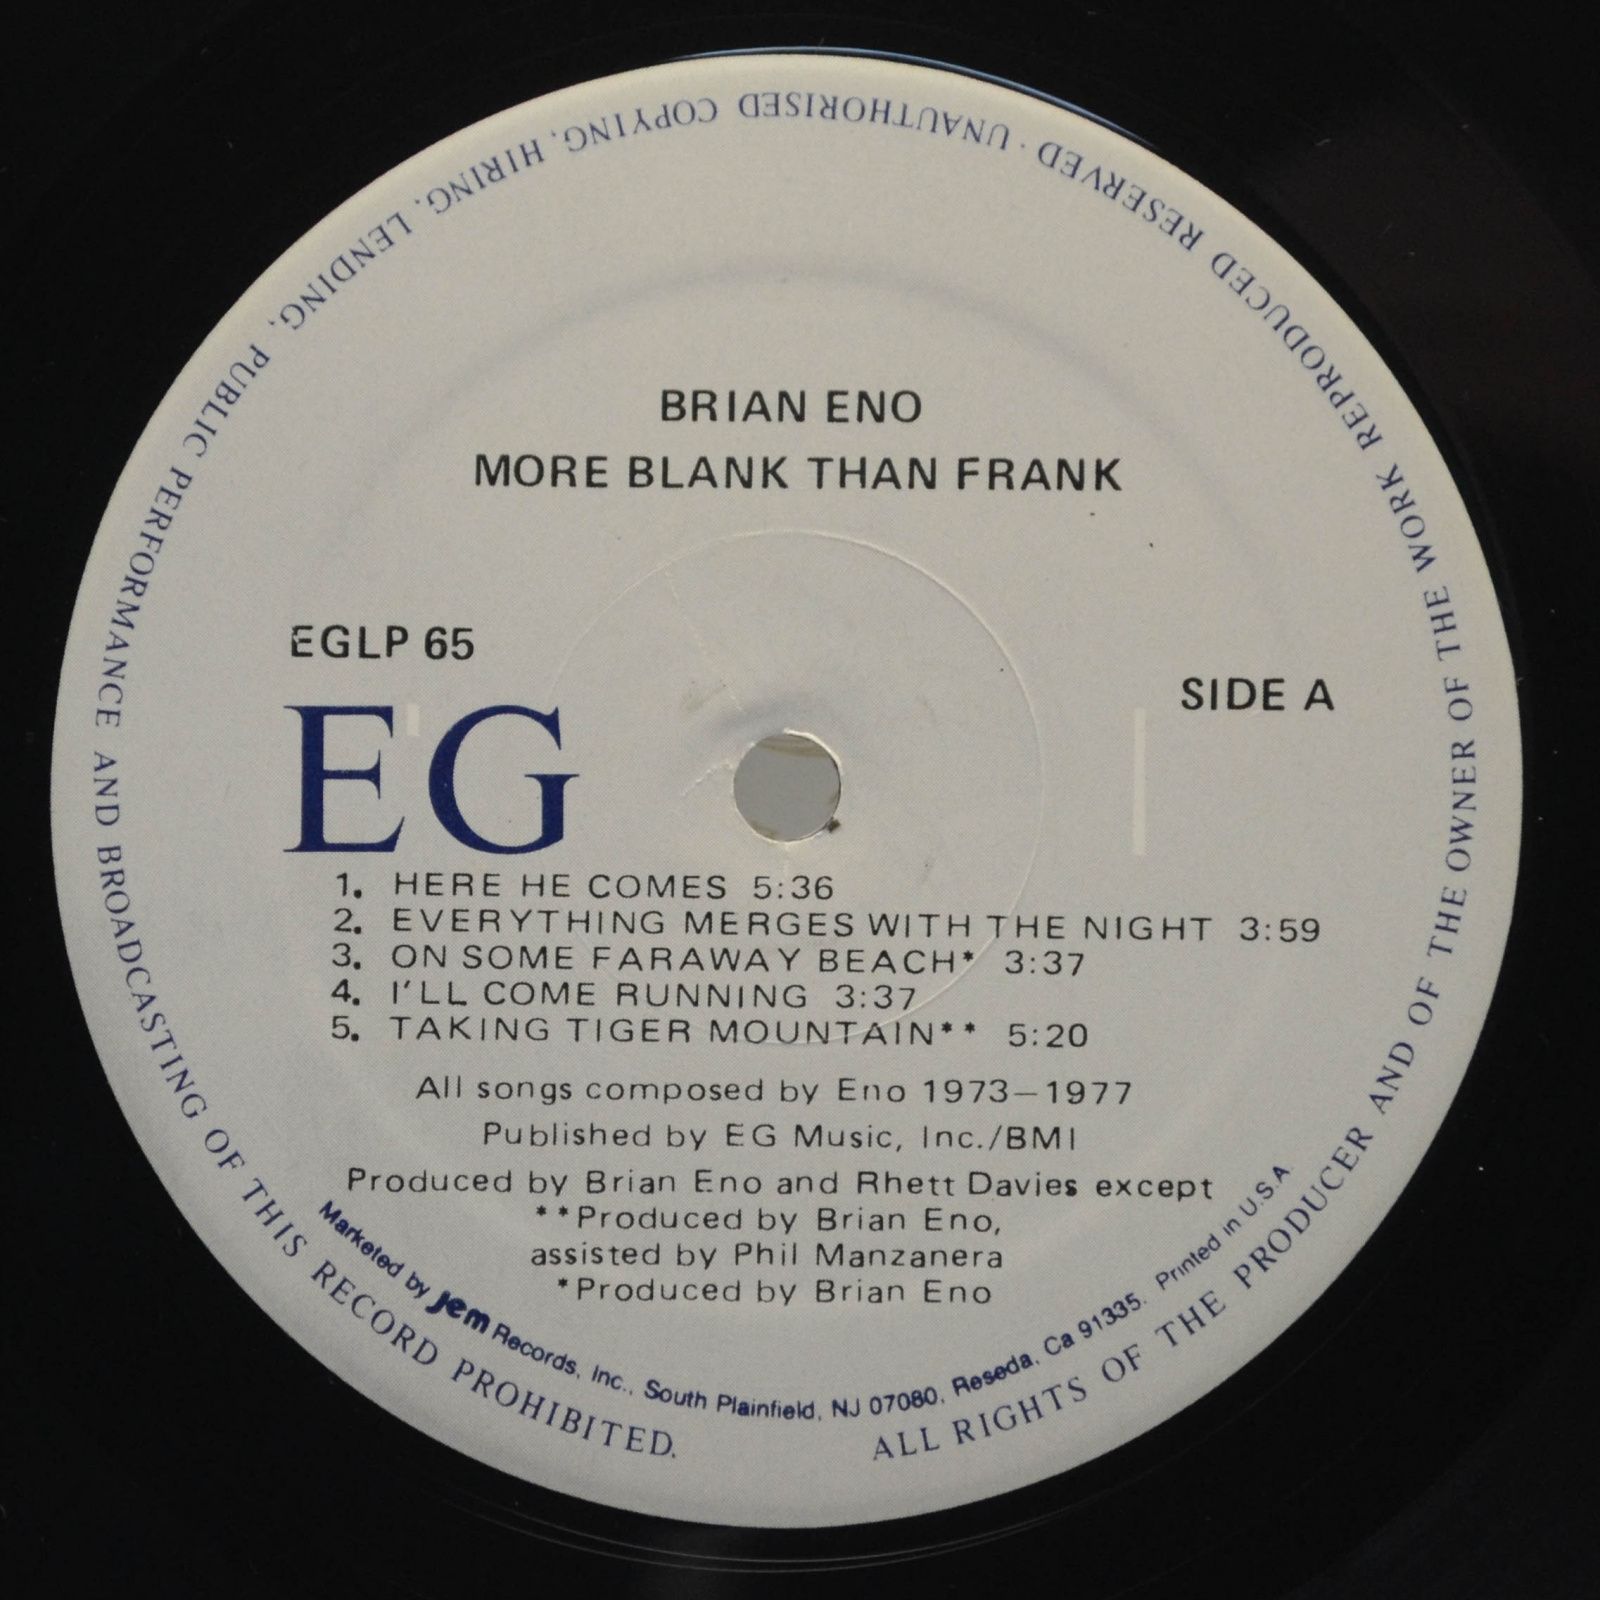 BRIAN ENO
MORE BLANK THAN FRANK
EGLP 65
SIDE A
EG
1. HERE HE COMES 5:36
2. EVERYTHING MERGES WITH THE NIGHT 3:59
3. ON SOME FARAWAY BEACH* 3:37
4. I'LL COME RUNNING 3:37
5. TAKING TIGER MOUNTAIN** 5:20
All songs composed by Eno 1973–1977
Published by EG Music, Inc./BMI
Produced by Brian Eno and Rhett Davies except
**Produced by Brian Eno,
assisted by Phil Manzanera
*Produced by Brian Eno
Marketed by Jem Records, Inc., South Plainfield, NJ 07080, Reseda, Ca 91335. Printed in U.S.A
ALL RIGHTS OF THE PRODUCER AND OF THE OWNER OF THE WORK REPRODUCED RESERVED · UNAUTHORISED COPYING, HIRING, LENDING, PUBLIC PERFORMANCE AND BROADCASTING OF THIS RECORD PROHIBITED.